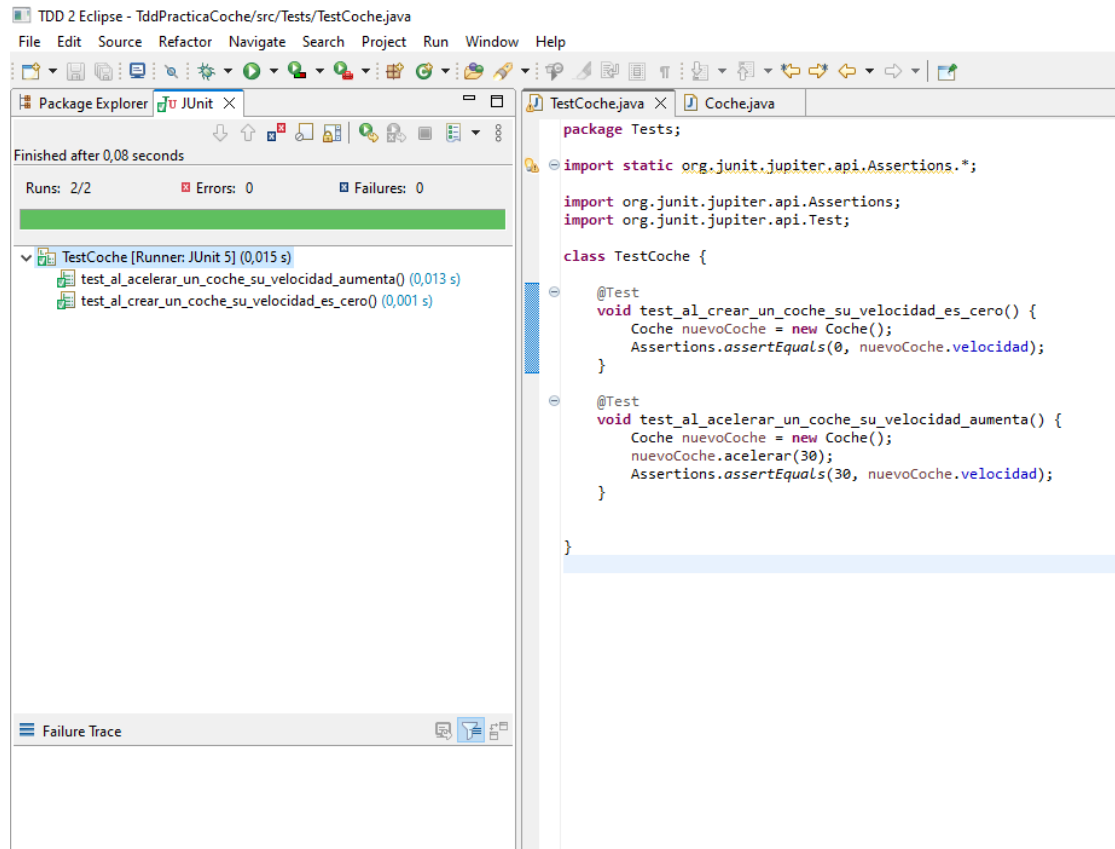 TDD 2 Eclipse - TddPracticaCoche/src/Tests/TestCoche.java
File Edit Source Refactor Navigate Search Project Run Window Help
Package Explorer JUnit
Finished after 0,08 seconds
Runs: 2/2 Errors: 0 Failures: 0
TestCoche [Runner: JUnit 5] (0,015 s)
test_al_acelerar_un_coche_su_velocidad_aumenta() (0,013 s)
test_al_crear_un_coche_su_velocidad_es_cero() (0,001 s)
Failure Trace
TestCoche.java Coche.java
package Tests;
import static org.junit.jupiter.api.Assertions.*;
import org.junit.jupiter.api.Assertions;
import org.junit.jupiter.api.Test;
class TestCoche {
@Test
void test_al_crear_un_coche_su_velocidad_es_cero() {
Coche nuevoCoche = new Coche();
Assertions.assertEquals(0, nuevoCoche.velocidad);
}
@Test
void test_al_acelerar_un_coche_su_velocidad_aumenta() {
Coche nuevoCoche = new Coche();
nuevoCoche.acelerar(30);
Assertions.assertEquals(30, nuevoCoche.velocidad);
}
}